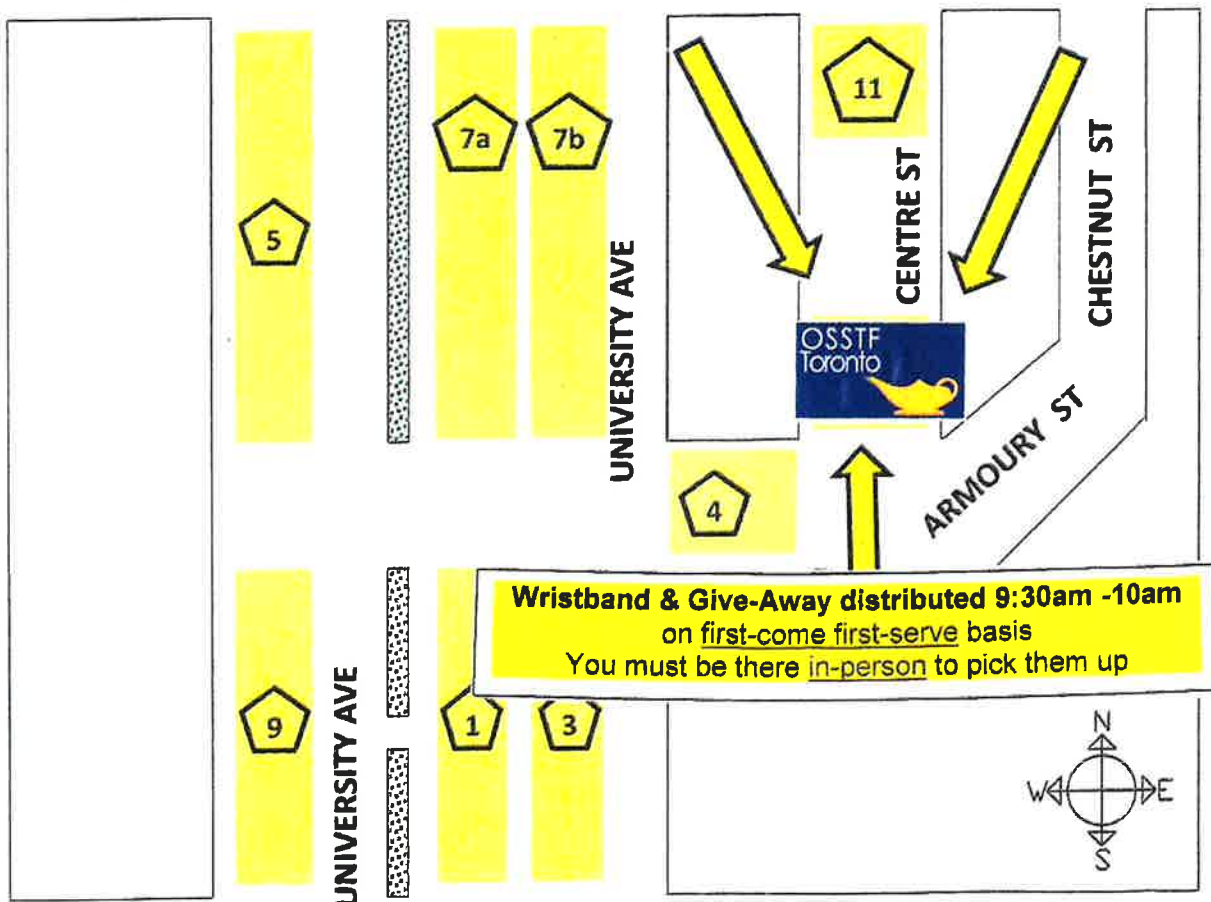 11
7a
7b
5
CENTRE ST
CHESTNUT ST
UNIVERSITY AVE
OSSTF
Toronto
ARMOURY ST
4
Wristband & Give-Away distributed 9:30am -10am
on first-come first-serve basis
You must be there in-person to pick them up
9
UNIVERSITY AVE
1
3
N
W
E
S